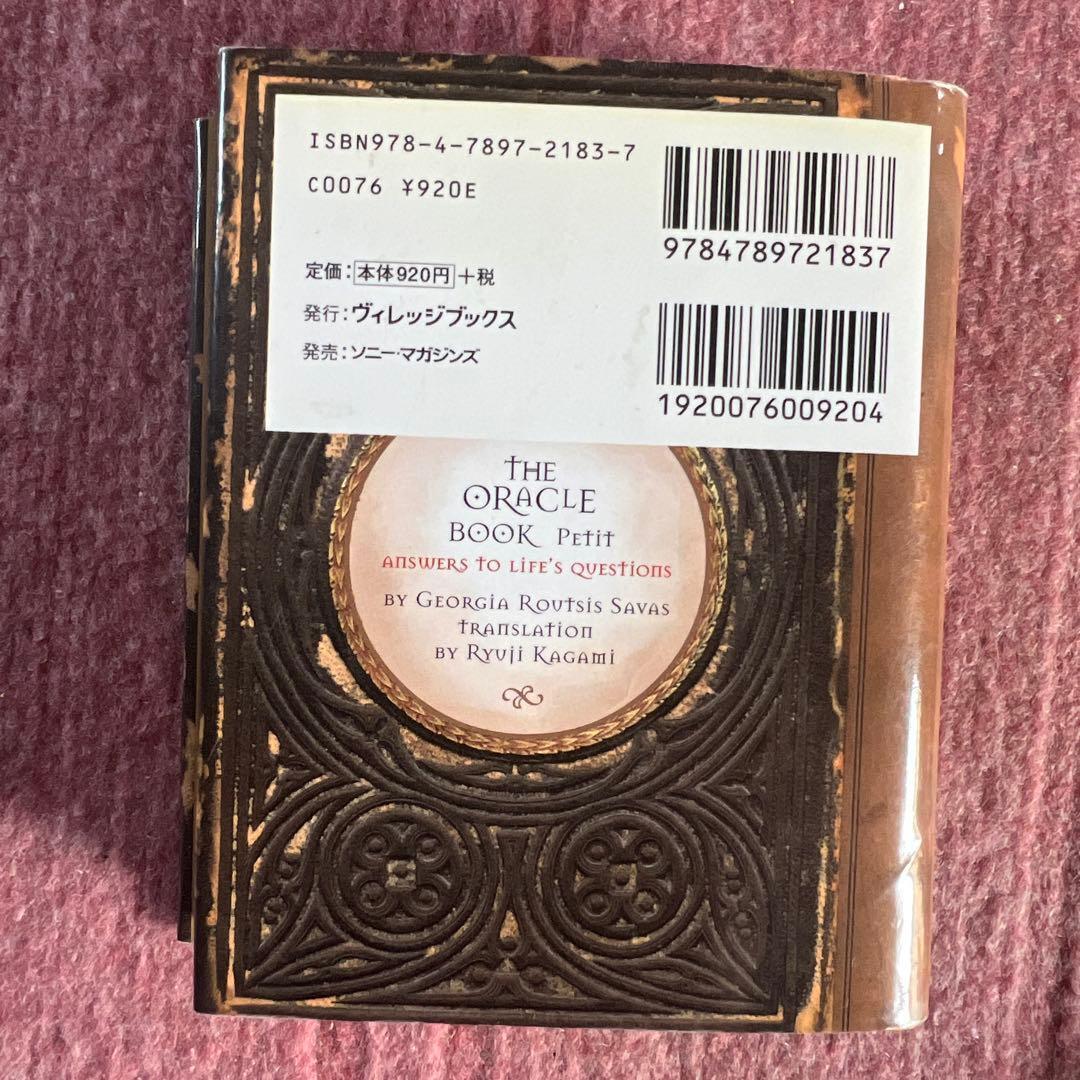 ISBN978-4-7897-2183-7
C0076 ¥920E
定価:本体920円+税
発行:ヴィレッジブックス
発売:ソニー・マガジンズ
9784789721837
1920076009204
THE
ORACLE
BOOK Petit
ANSWERS TO LIFE'S QUESTIONS
BY GEORGIA ROUTSIS SAVAS
TRANSLATION
BY RYUJI KAGAMI